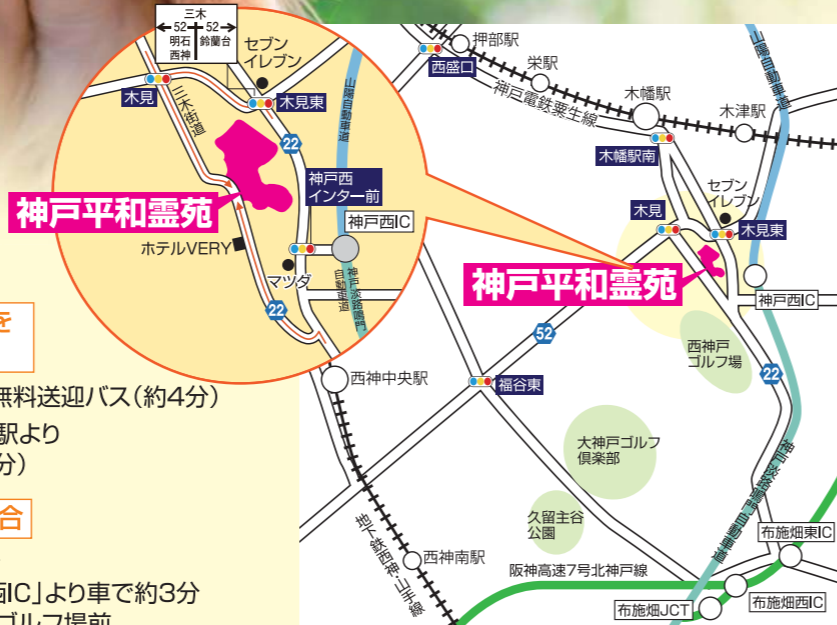 三木
52 52
明石 鈴蘭台
西神
セブン
イレブン
木見
三木街道
木見東
22
山陽自動車道
神戸西
インター前
神戸平和霊苑
神戸西IC
ホテルVERY
マツダ
神戸淡路鳴門
自動車道
22
押部駅
西盛口
栄駅
神戸電鉄粟生線
木幡駅
木津駅
山陽自動車道
木幡駅南
セブン
イレブン
木見
木見東
神戸平和霊苑
神戸西IC
52
西神戸
ゴルフ場
22
西神中央駅
福谷東
大神戸ゴルフ
倶楽部
久留主谷
公園
神戸淡路鳴門自動車道
地下鉄西神・山手線
西神南駅
阪神高速7号北神戸線
布施畑東IC
布施畑西IC
布施畑JCT
を
無料送迎バス(約4分)
駅より
分)
合
西IC」より車で約3分
ゴルフ場前